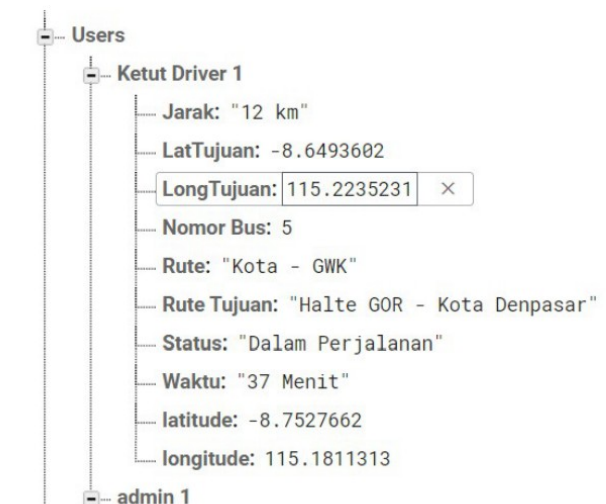 Users
Ketut Driver 1
Jarak: "12 km"
LatTujuan: -8.6493602
LongTujuan: 115.2235231 ×
Nomor Bus: 5
Rute: "Kota - GWK"
Rute Tujuan: "Halte GOR - Kota Denpasar"
Status: "Dalam Perjalanan"
Waktu: "37 Menit"
latitude: -8.7527662
longitude: 115.1811313
admin 1